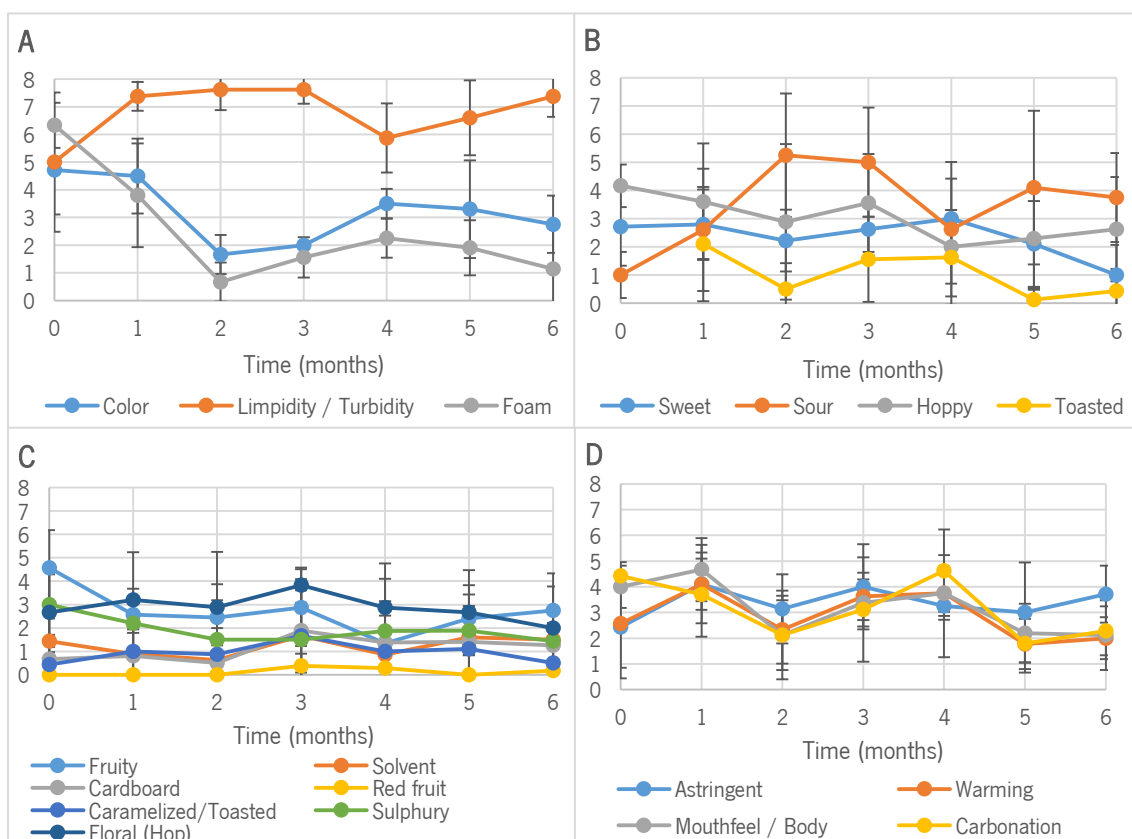 A
8
7
6
5
4
3
2
1
0
0 1 2 3 4 5 6
Time (months)
Color Limpidity / Turbidity Foam
B
8
7
6
5
4
3
2
1
0
0 1 2 3 4 5 6
Time (months)
Sweet Sour Hoppy Toasted
C
8
7
6
5
4
3
2
1
0
0 1 2 3 4 5 6
Time (months)
Fruity Solvent
Cardboard Red fruit
Caramelized/Toasted Sulphury
Floral (Hop)
D
8
7
6
5
4
3
2
1
0
0 1 2 3 4 5 6
Time (months)
Astringent Warming
Mouthfeel / Body Carbonation